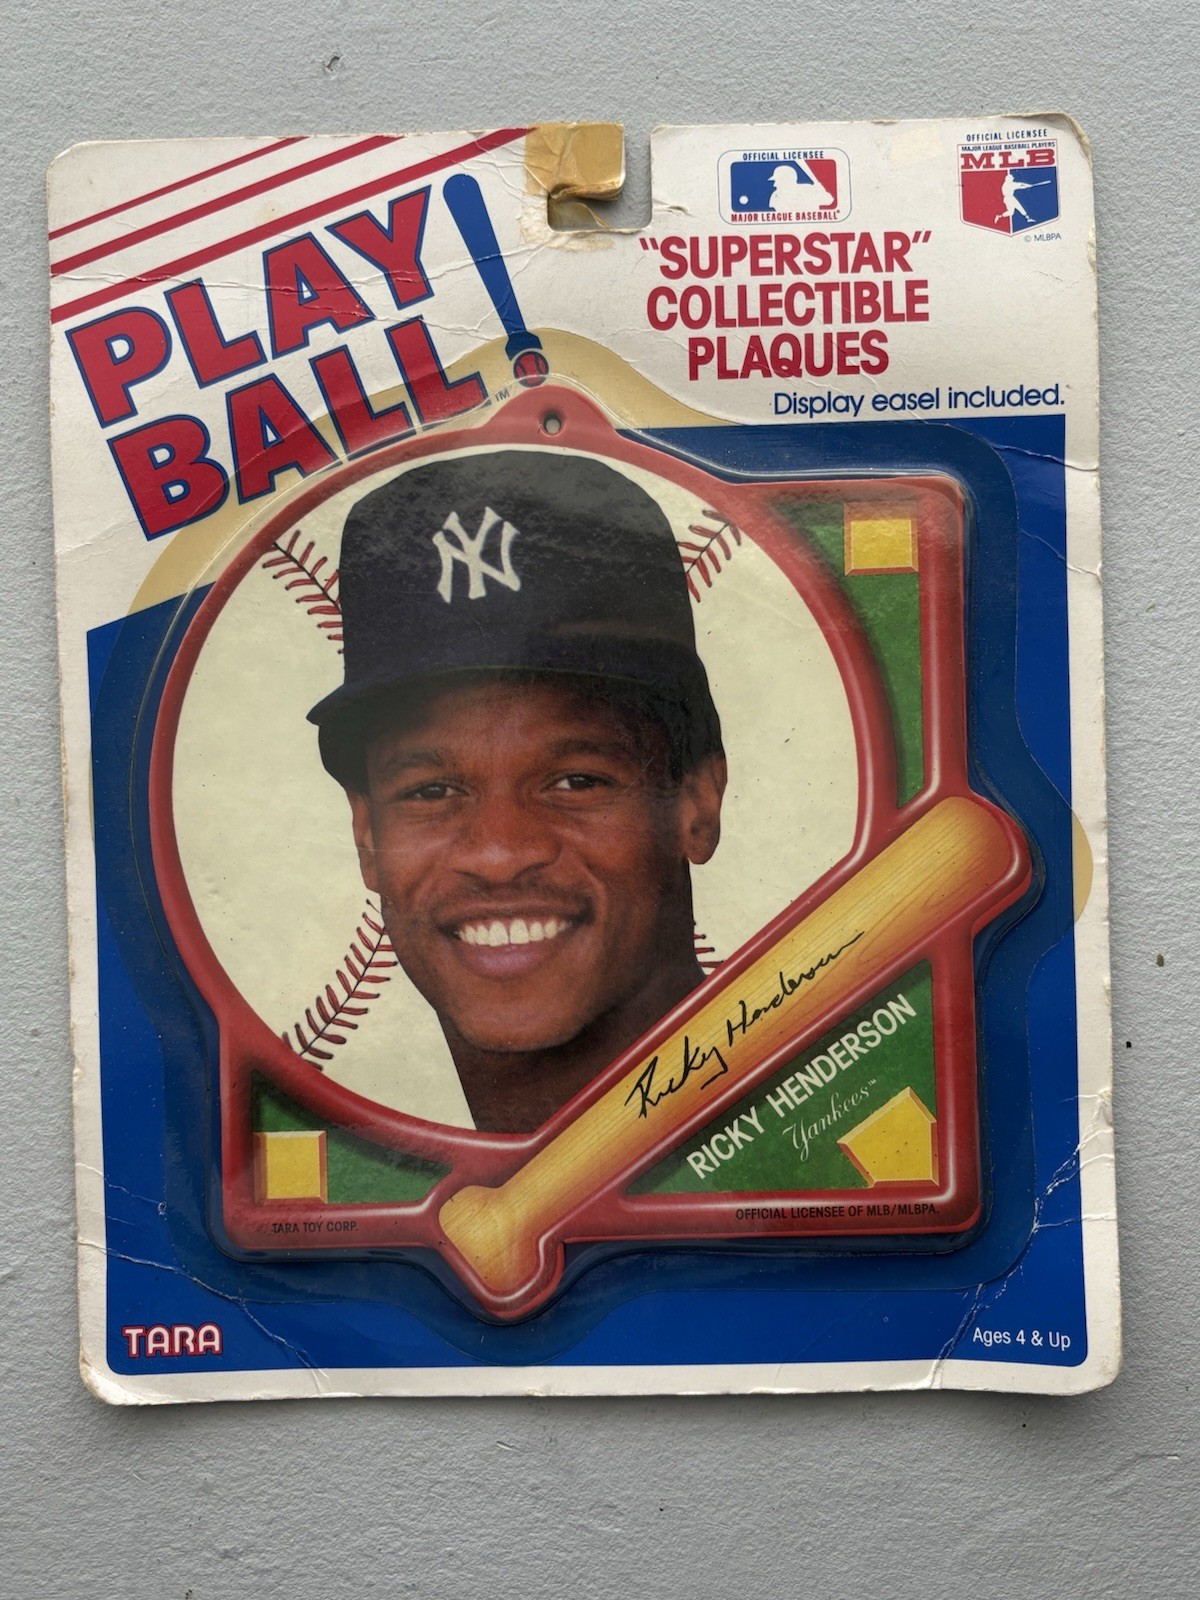 PLAY
BALL!™
OFFICIAL LICENSEE
MAJOR LEAGUE BASEBALL®
OFFICIAL LICENSEE
MAJOR LEAGUE BASEBALL PLAYERS
MLB
© MLBPA
"SUPERSTAR"
COLLECTIBLE
PLAQUES
Display easel included.
NY
Ricky Henderson
RICKY HENDERSON
Yankees™
TARA TOY CORP.
OFFICIAL LICENSEE OF MLB/MLBPA.
TARA
Ages 4 & Up